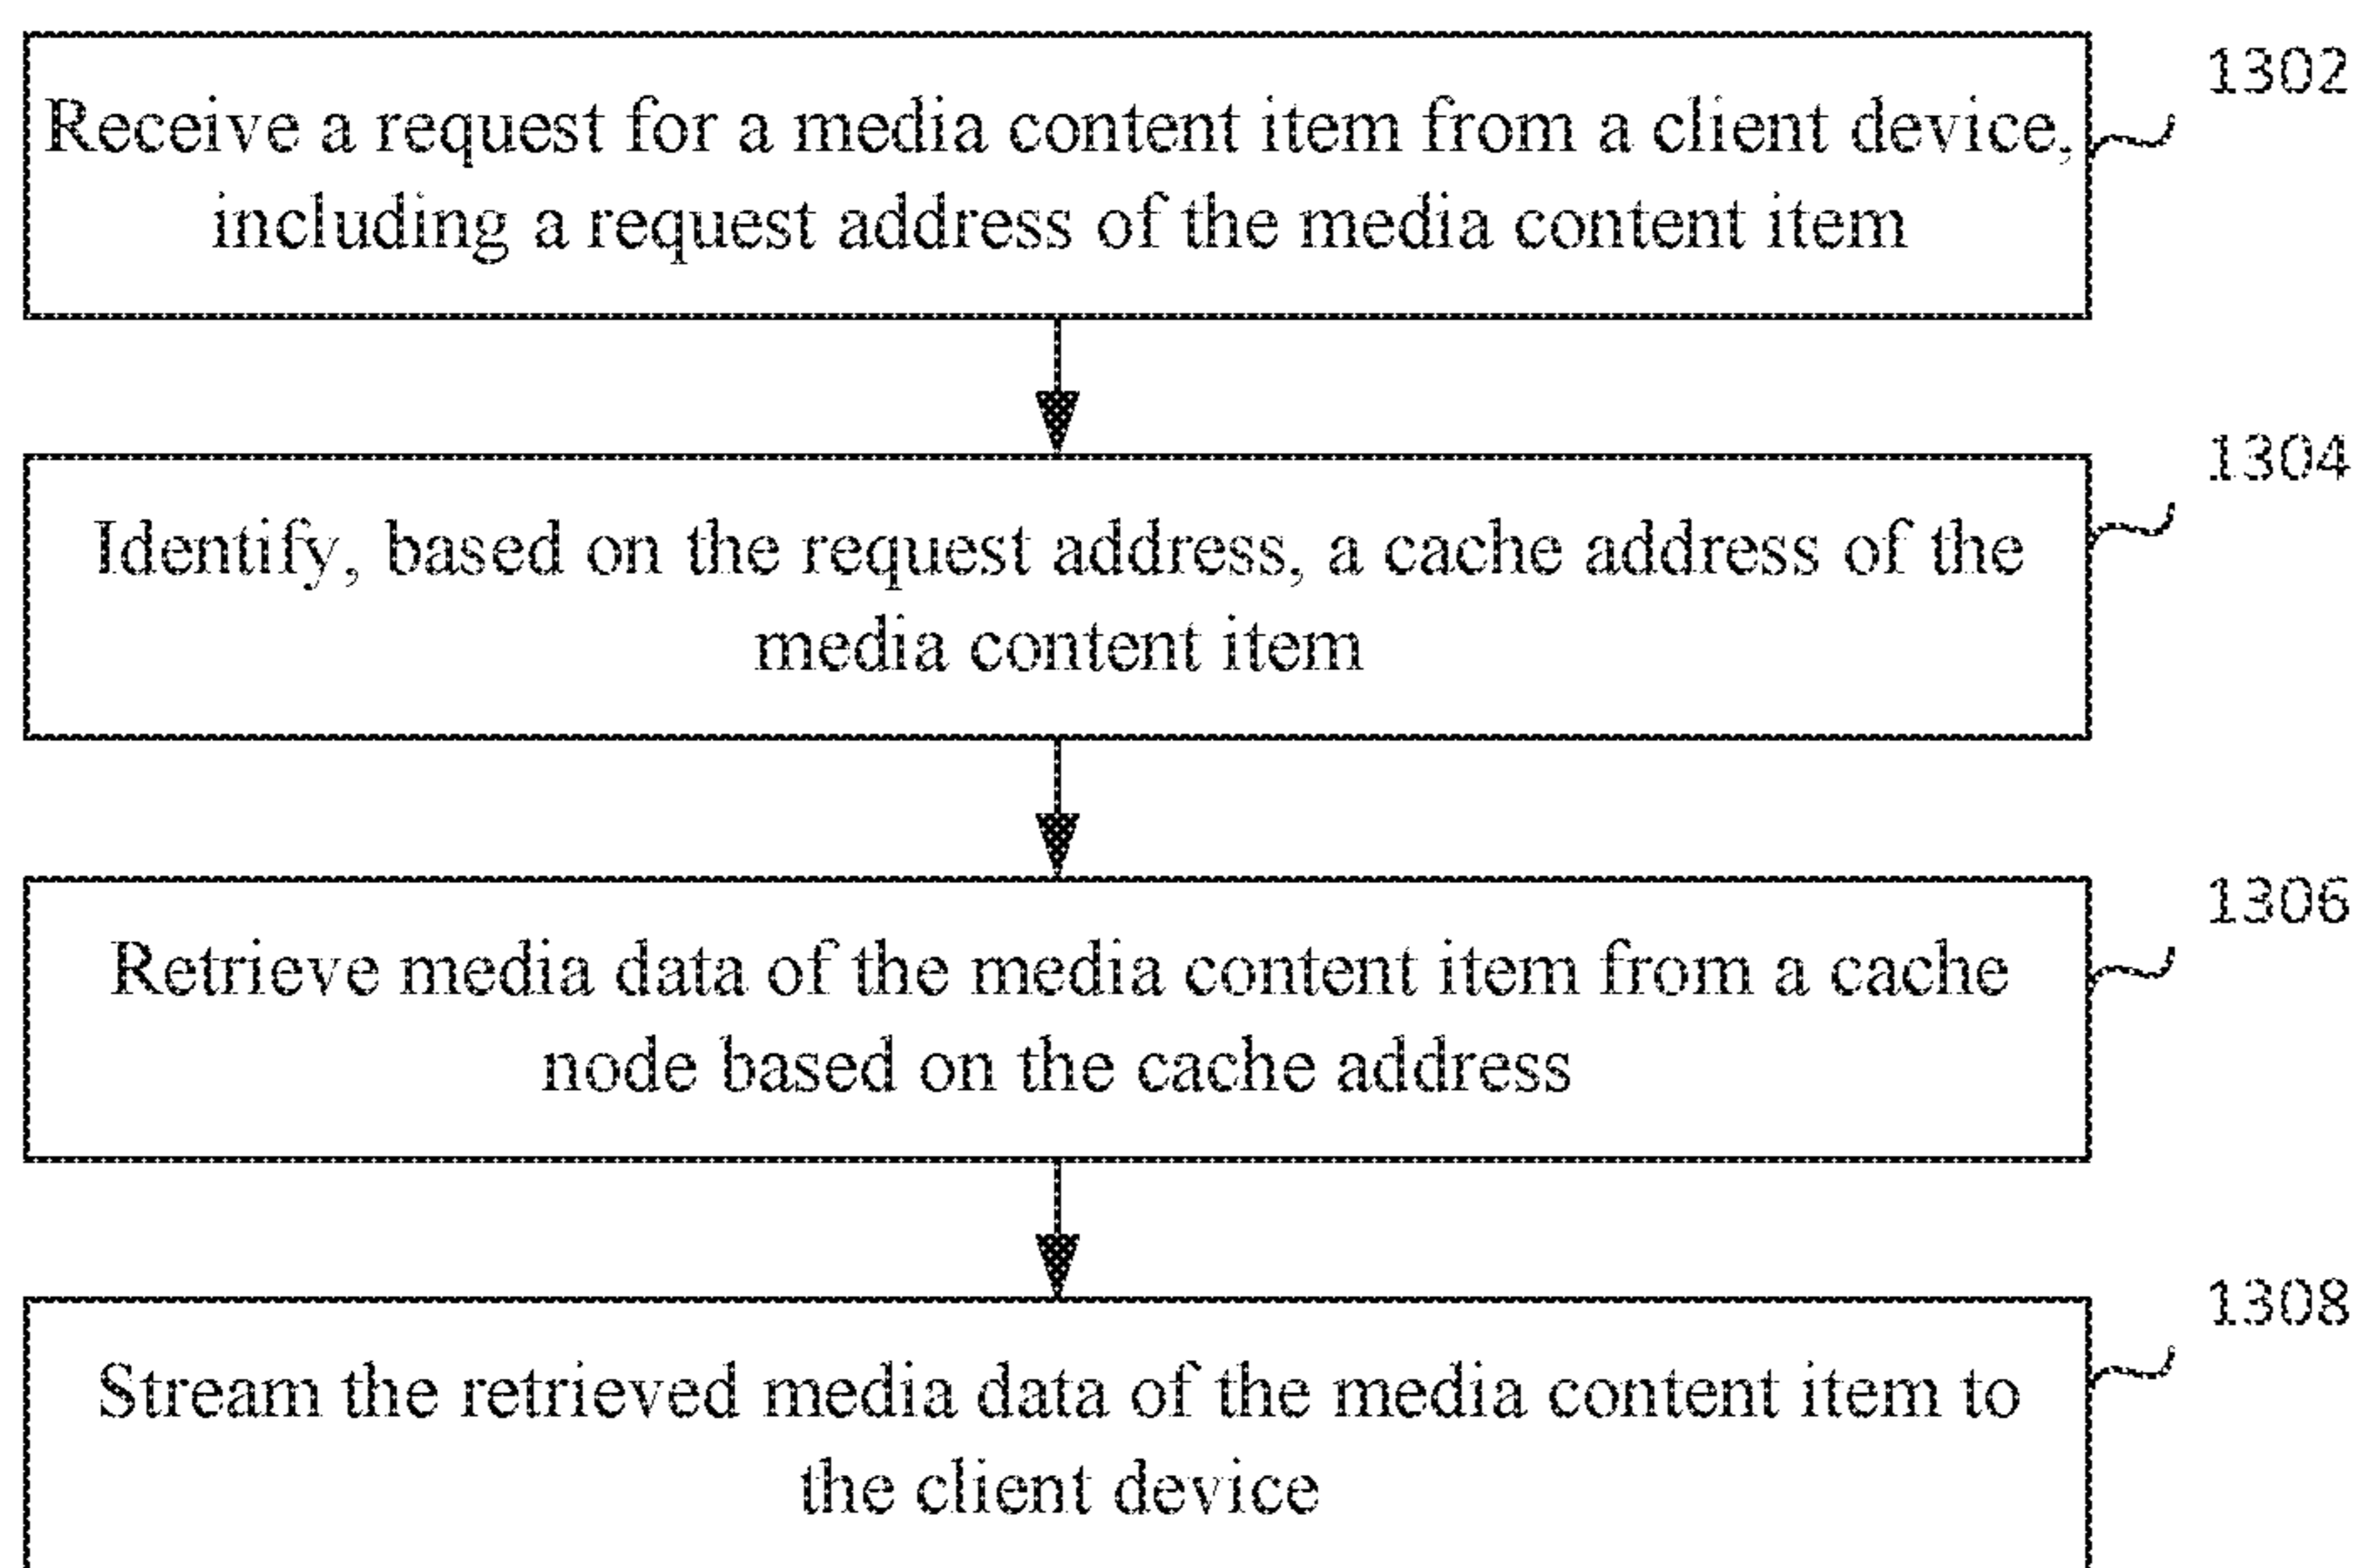 1302
Receive a request for a media content item from a client device,
including a request address of the media content item
1304
Identify, based on the request address, a cache address of the
media content item
1306
Retrieve media data of the media content item from a cache
node based on the cache address
1308
Stream the retrieved media data of the media content item to
the client device